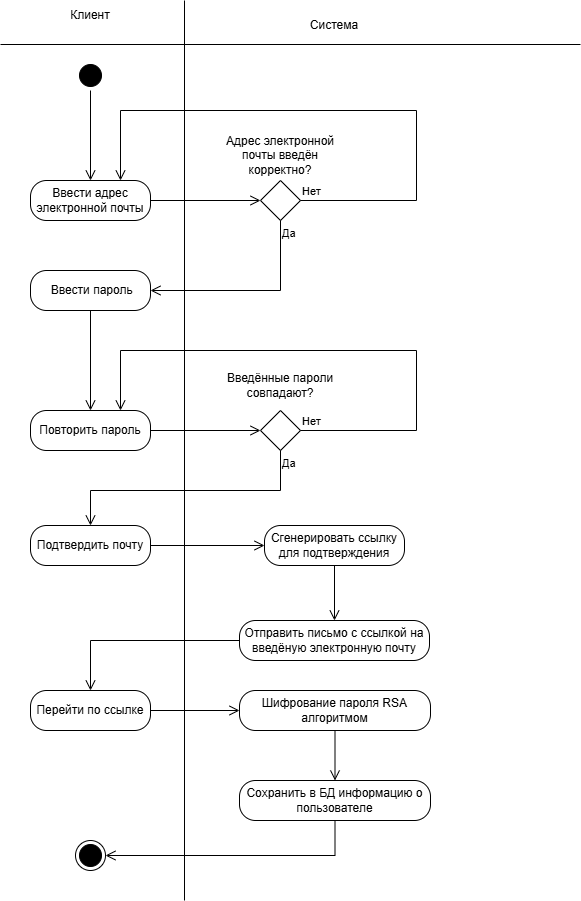 Клиент
Система
Адрес электронной
почты введён
корректно?
Нет
Ввести адрес
электронной почты
Да
Ввести пароль
Введённые пароли
совпадают?
Нет
Повторить пароль
Да
Подтвердить почту
Сгенерировать ссылку
для подтверждения
Отправить письмо с ссылкой на
введёную электронную почту
Перейти по ссылке
Шифрование пароля RSA
алгоритмом
Сохранить в БД информацию о
пользователе